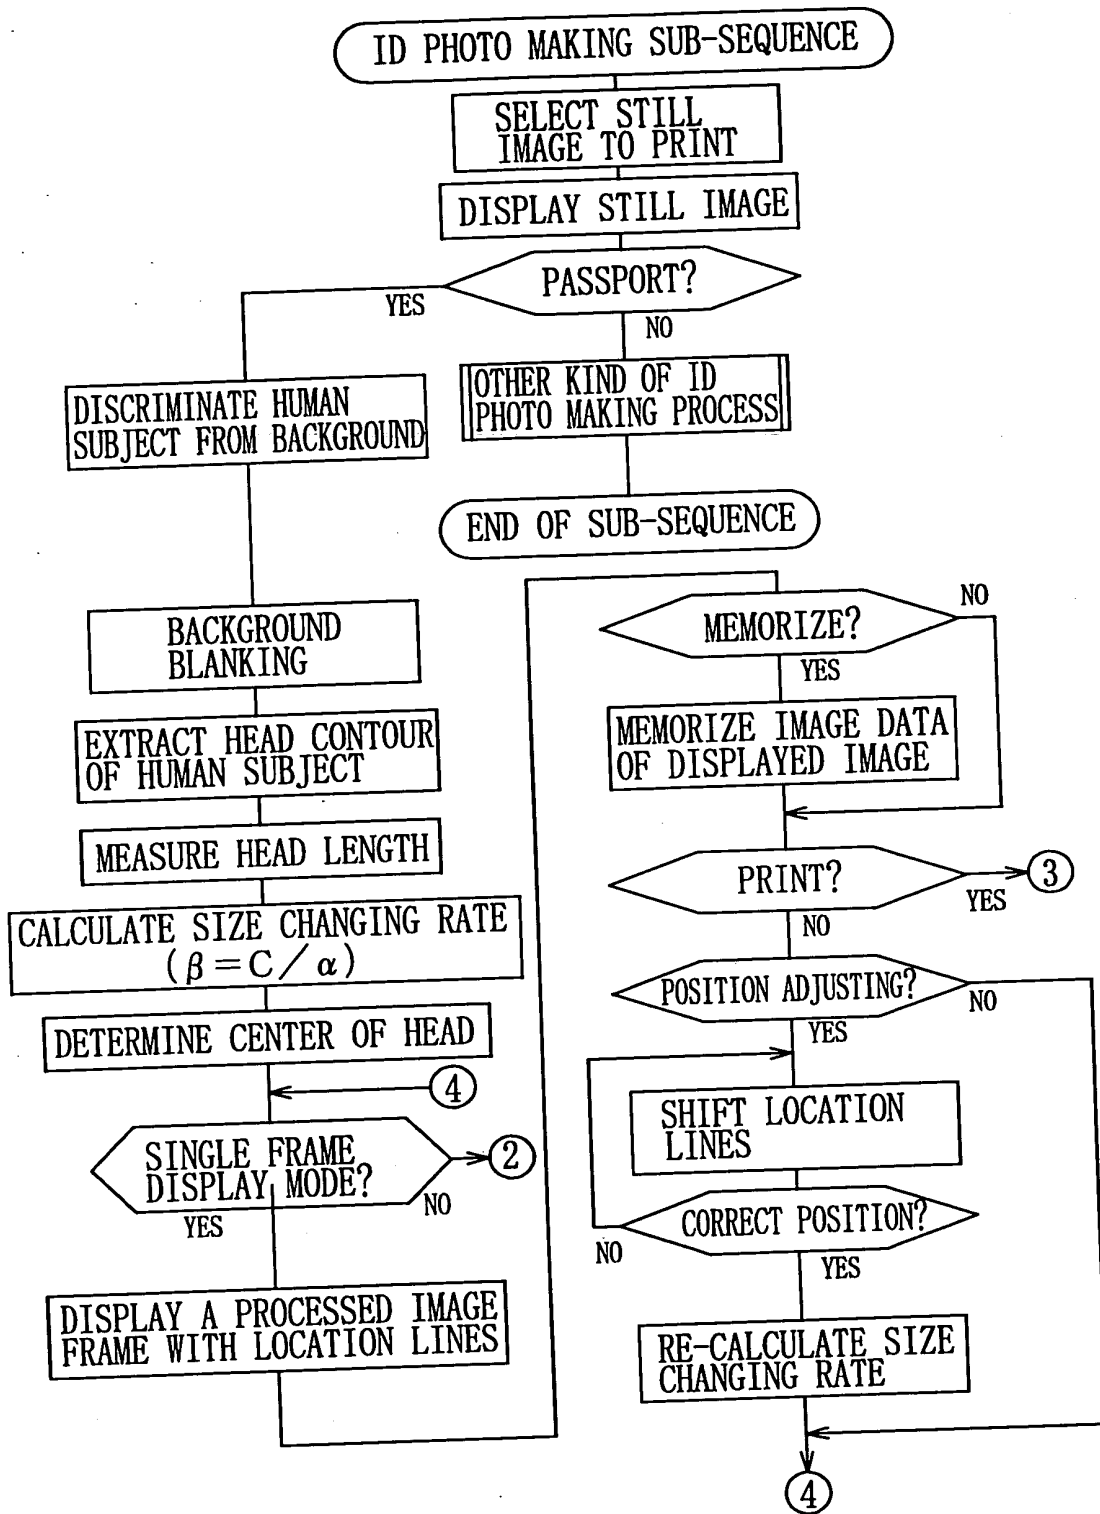 ID PHOTO MAKING SUB-SEQUENCE
SELECT STILL
IMAGE TO PRINT
DISPLAY STILL IMAGE
PASSPORT?
YES
NO
DISCRIMINATE HUMAN
SUBJECT FROM BACKGROUND
OTHER KIND OF ID
PHOTO MAKING PROCESS
END OF SUB-SEQUENCE
BACKGROUND
BLANKING
EXTRACT HEAD CONTOUR
OF HUMAN SUBJECT
MEASURE HEAD LENGTH
CALCULATE SIZE CHANGING RATE
(β=C/α)
DETERMINE CENTER OF HEAD
4
SINGLE FRAME
DISPLAY MODE?
2
NO
YES
DISPLAY A PROCESSED IMAGE
FRAME WITH LOCATION LINES
MEMORIZE?
NO
YES
MEMORIZE IMAGE DATA
OF DISPLAYED IMAGE
PRINT?
3
YES
NO
POSITION ADJUSTING?
NO
YES
SHIFT LOCATION
LINES
CORRECT POSITION?
NO
YES
RE-CALCULATE SIZE
CHANGING RATE
4